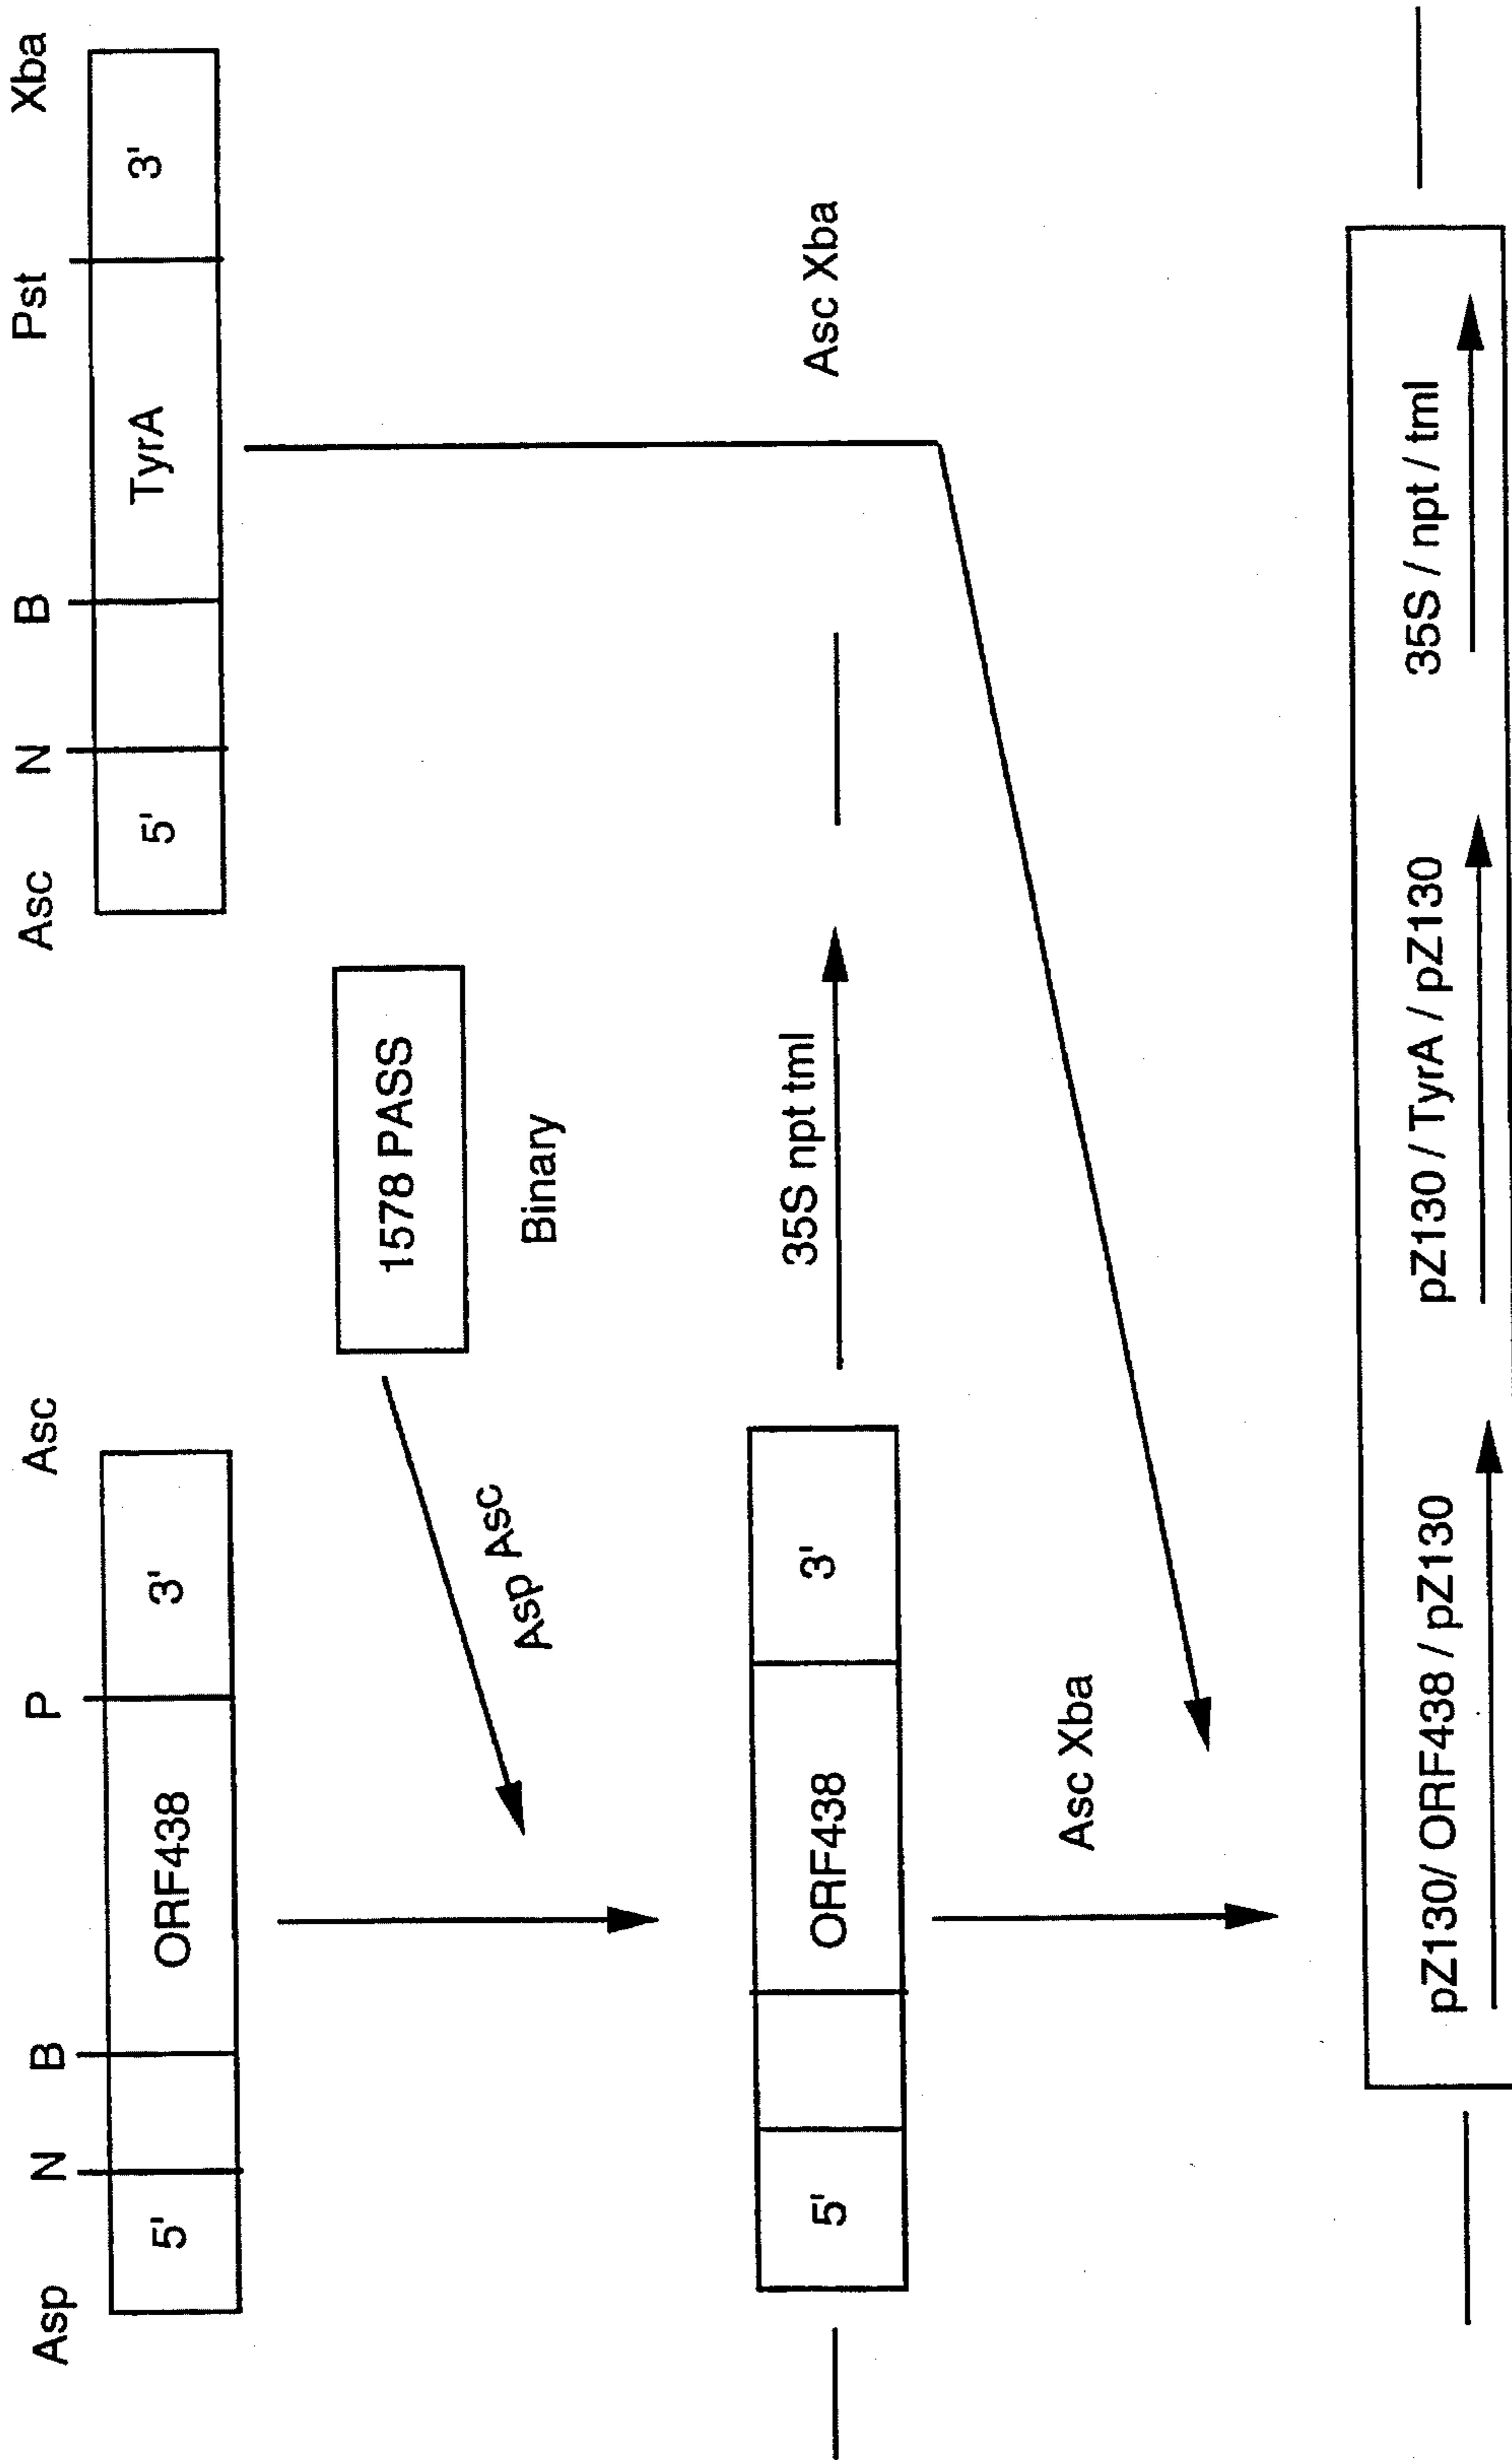 Asp N B P Asc
5' ORF438 3'
Asc N B Pst Xba
5' TyrA 3'
1578 PASS
Binary
Asp Asc
5' ORF438 3'
35S npt tml
Asc Xba
Asc Xba
pZ130/ ORF438 / pZ130
pZ130 / TyrA / pZ130
35S / npt / tml